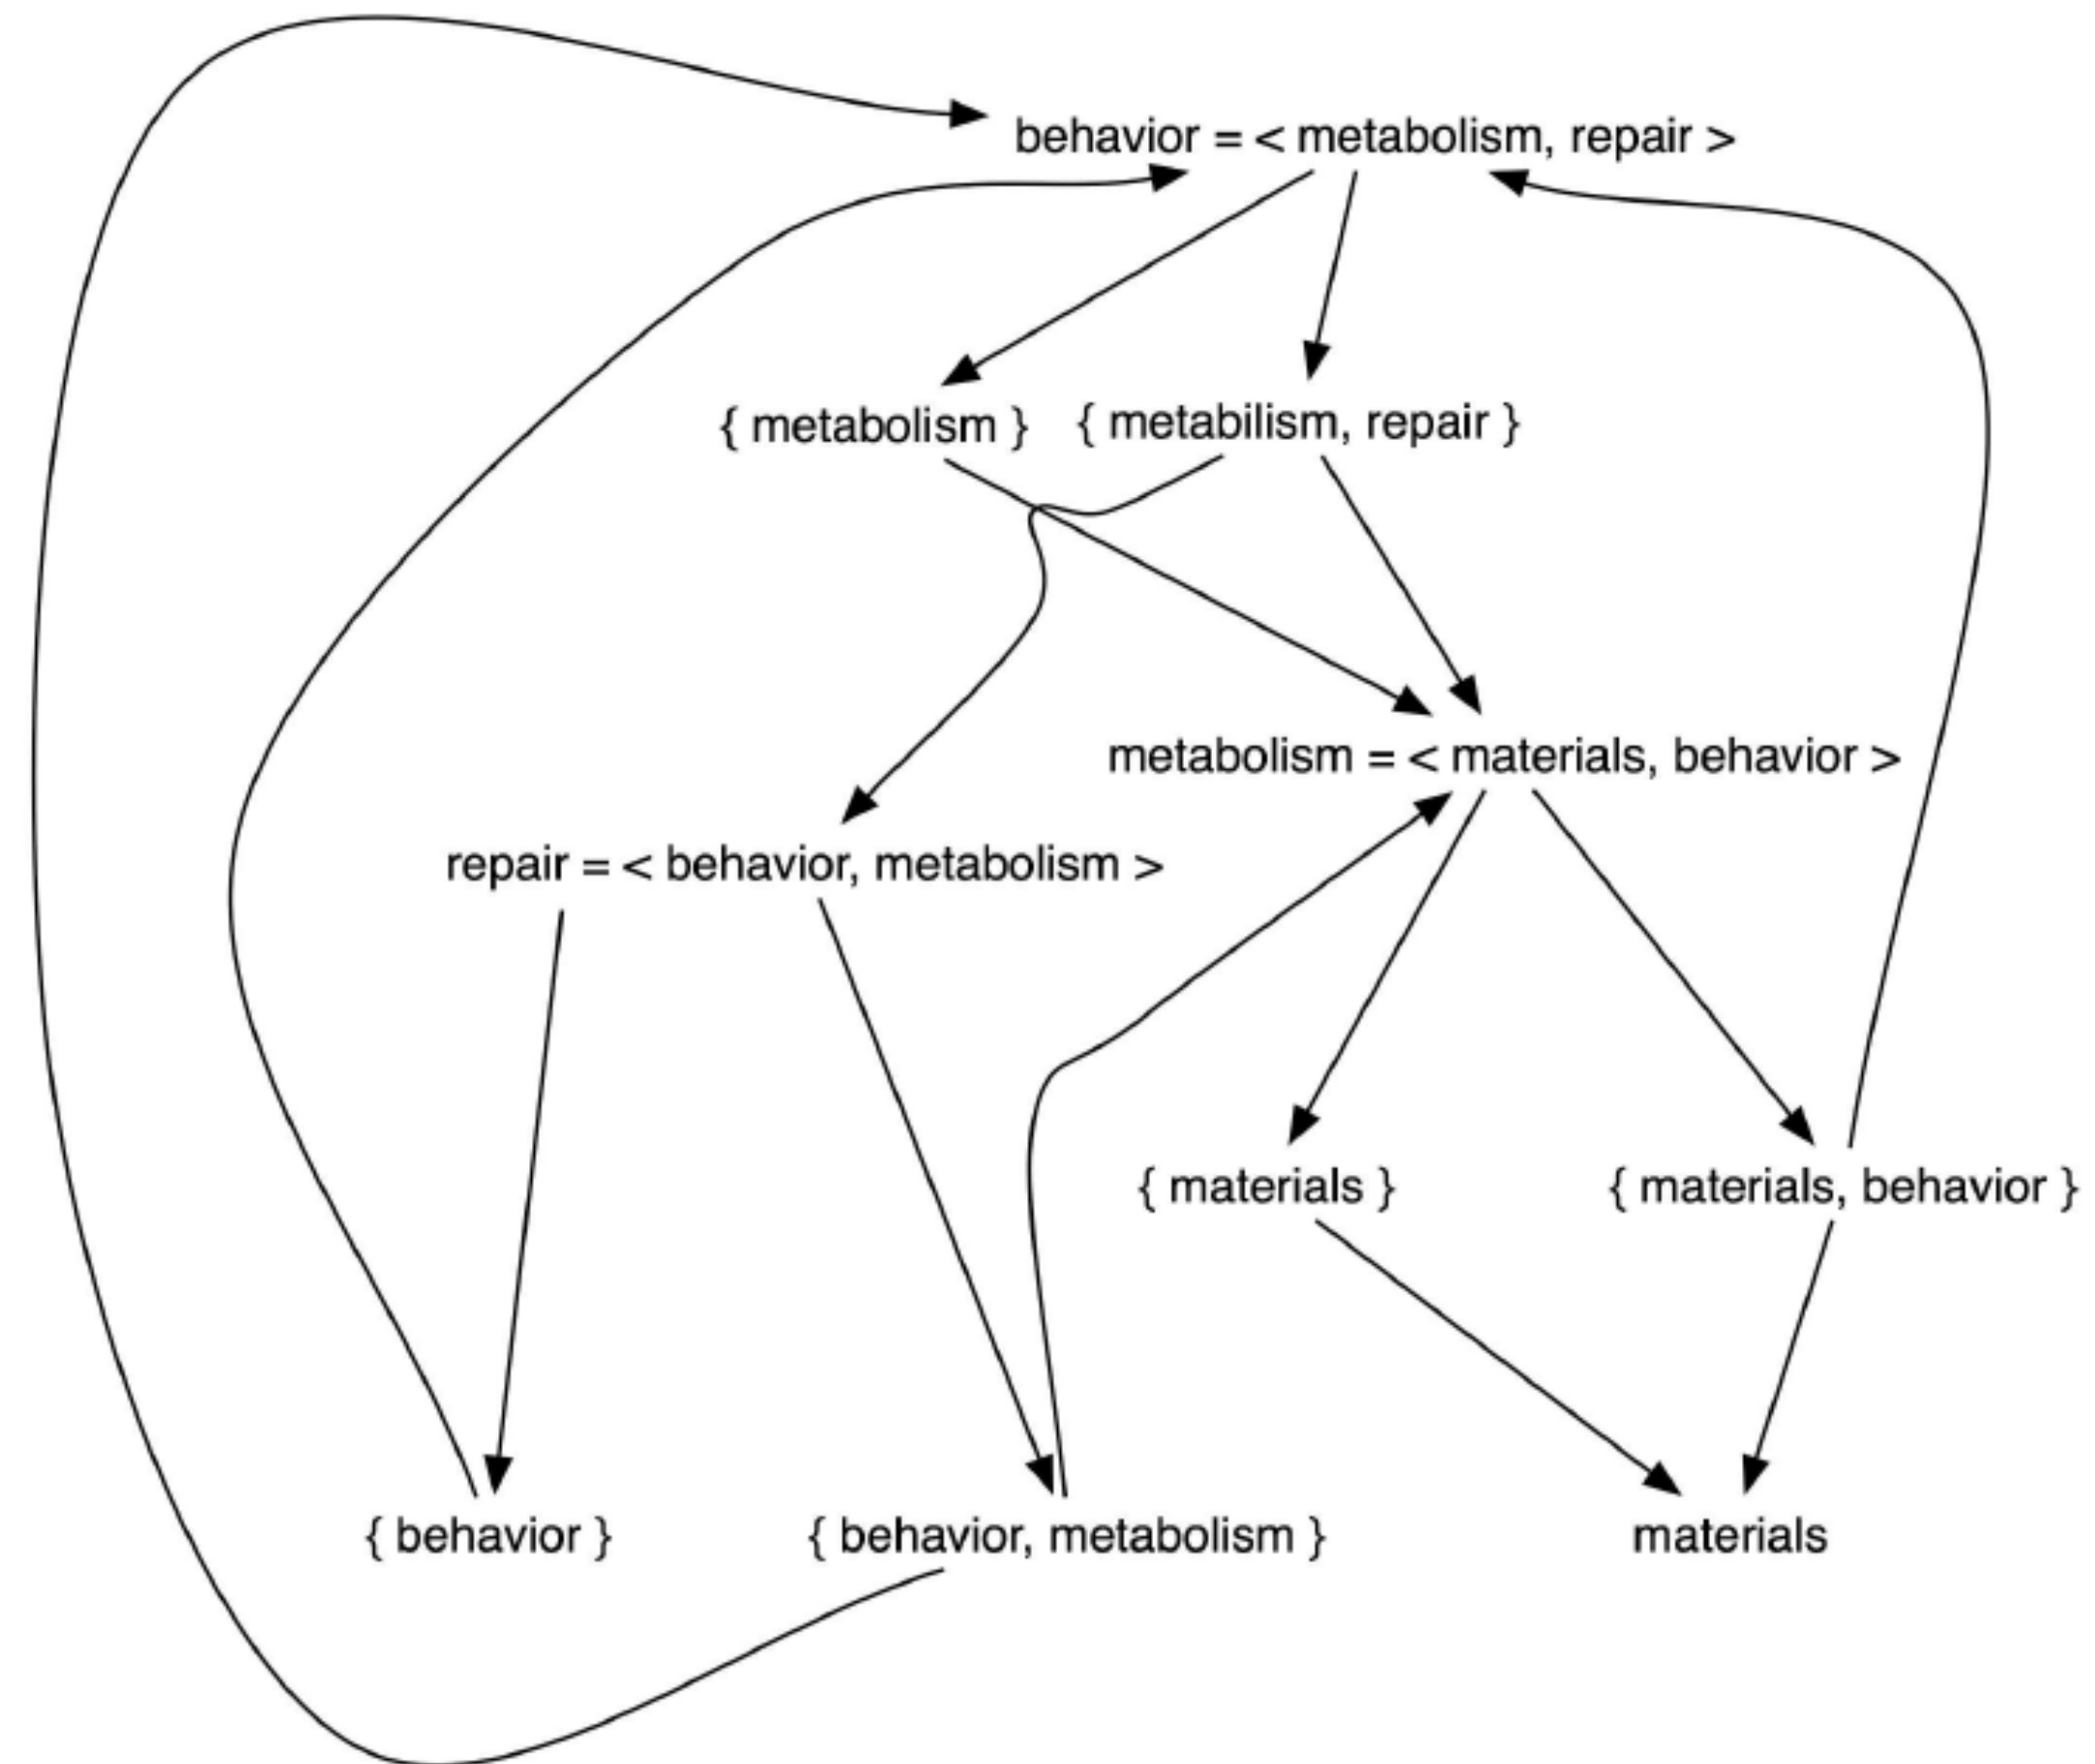 behavior = < metabolism, repair >
{ metabolism }
{ metabilism, repair }
metabolism = < materials, behavior >
repair = < behavior, metabolism >
{ materials }
{ materials, behavior }
{ behavior }
{ behavior, metabolism }
materials